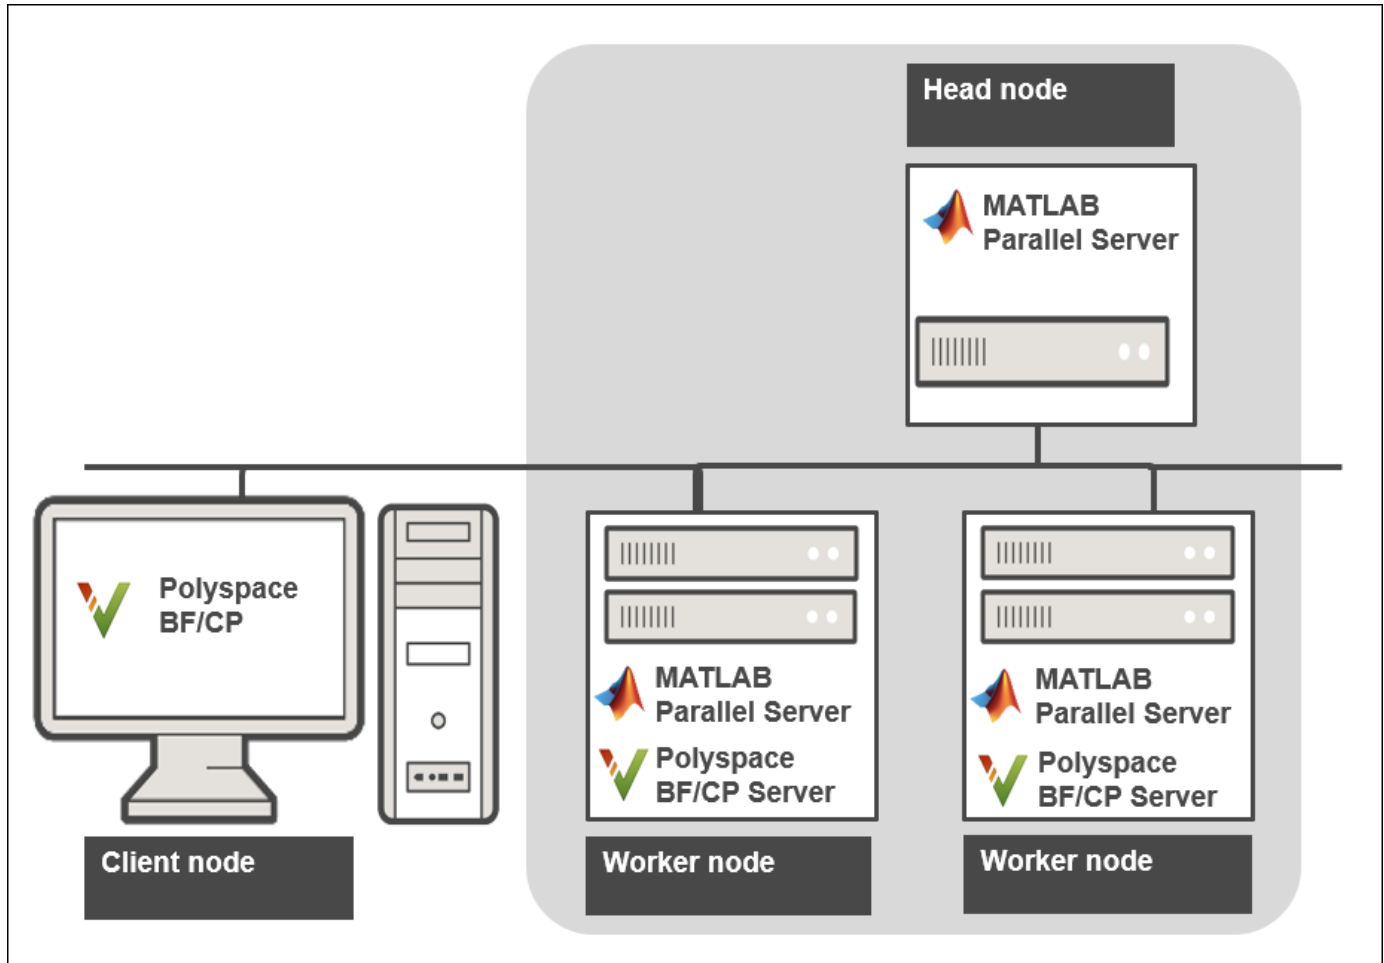 Head node
MATLAB
Parallel Server
Polyspace
BF/CP
MATLAB
Parallel Server
Polyspace
BF/CP Server
MATLAB
Parallel Server
Polyspace
BF/CP Server
Client node
Worker node
Worker node